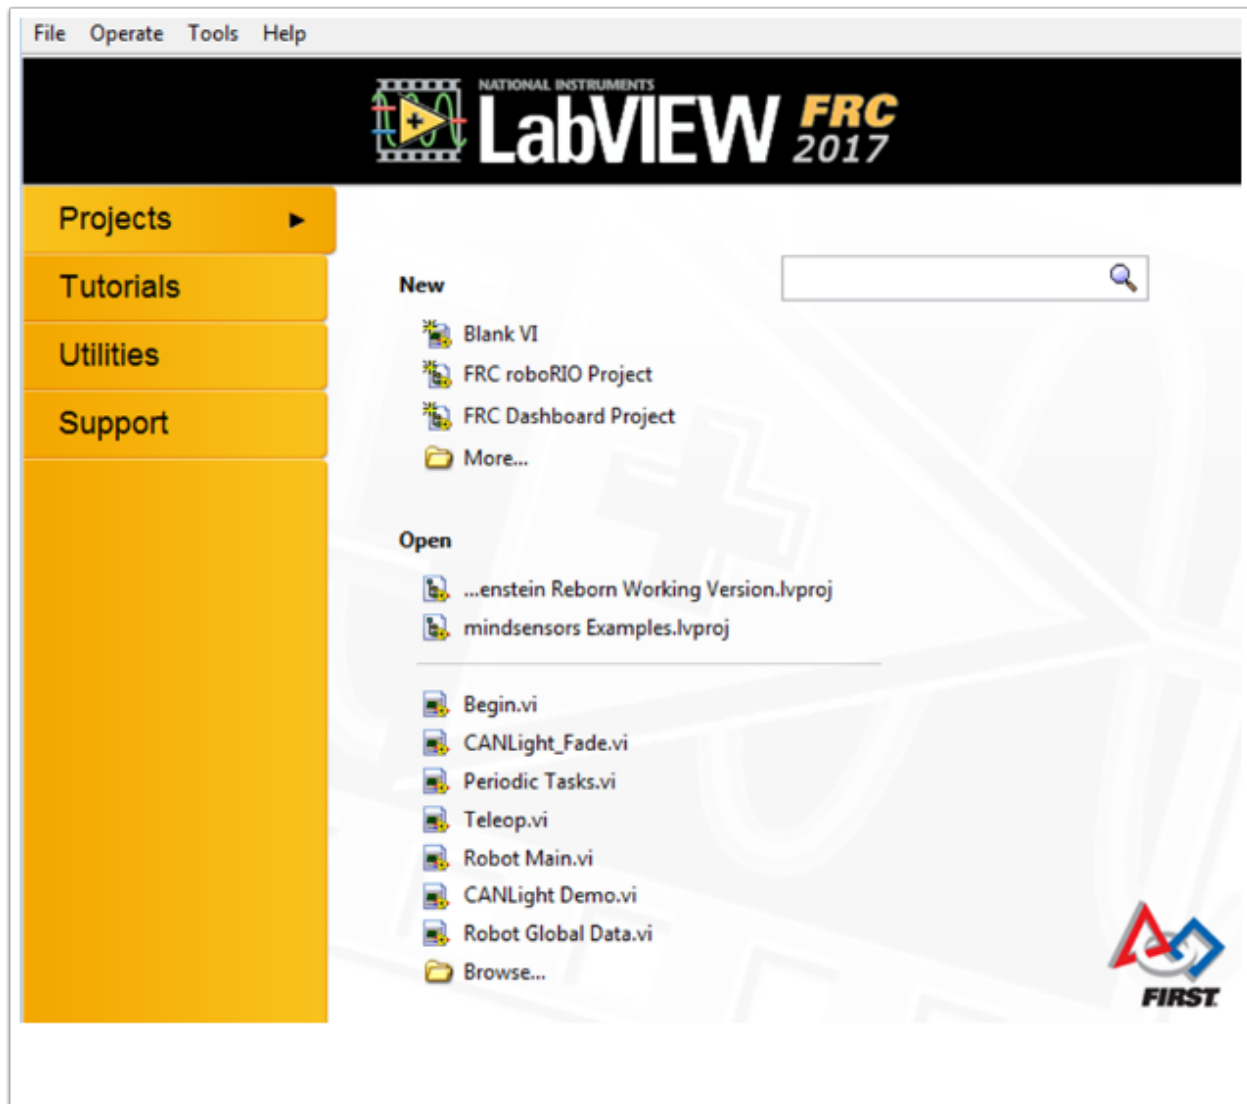 File Operate Tools Help
NATIONAL INSTRUMENTS
LabVIEW FRC 2017
Projects
Tutorials
Utilities
Support
New
Blank VI
FRC roboRIO Project
FRC Dashboard Project
More...
Open
...enstein Reborn Working Version.lvproj
mindsensors Examples.lvproj
Begin.vi
CANLight_Fade.vi
Periodic Tasks.vi
Teleop.vi
Robot Main.vi
CANLight Demo.vi
Robot Global Data.vi
Browse...
FIRST